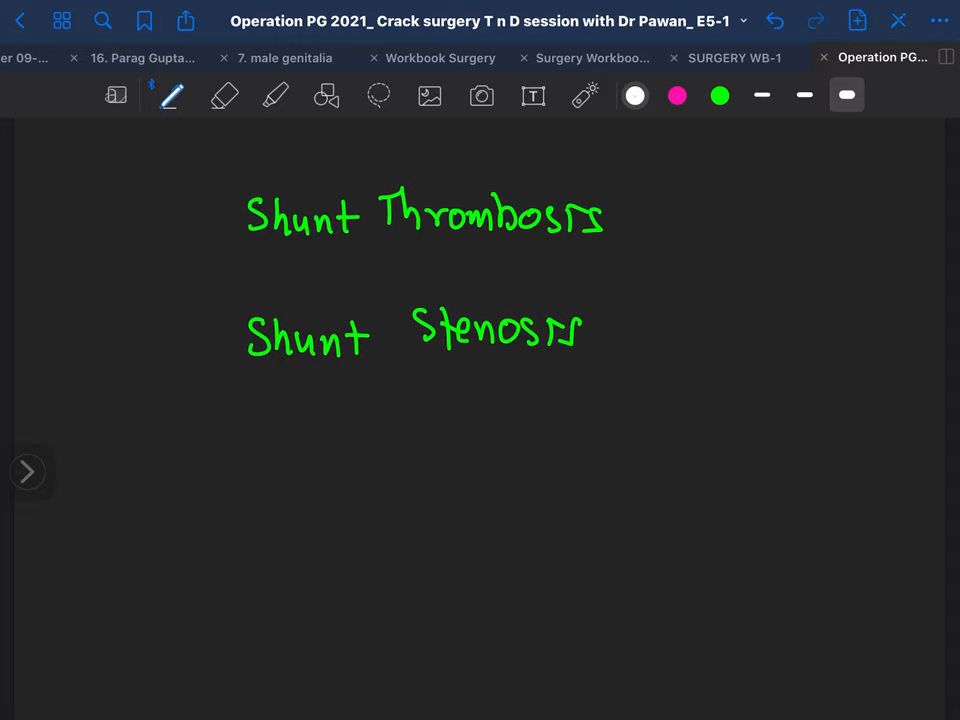 Operation PG 2021_ Crack surgery T n D session with Dr Pawan_ E5-1
er 09-... 16. Parag Gupta... 7. male genitalia Workbook Surgery Surgery Workboo... SURGERY WB-1 Operation PG...
T
Shunt Thrombosis
Shunt Stenosis